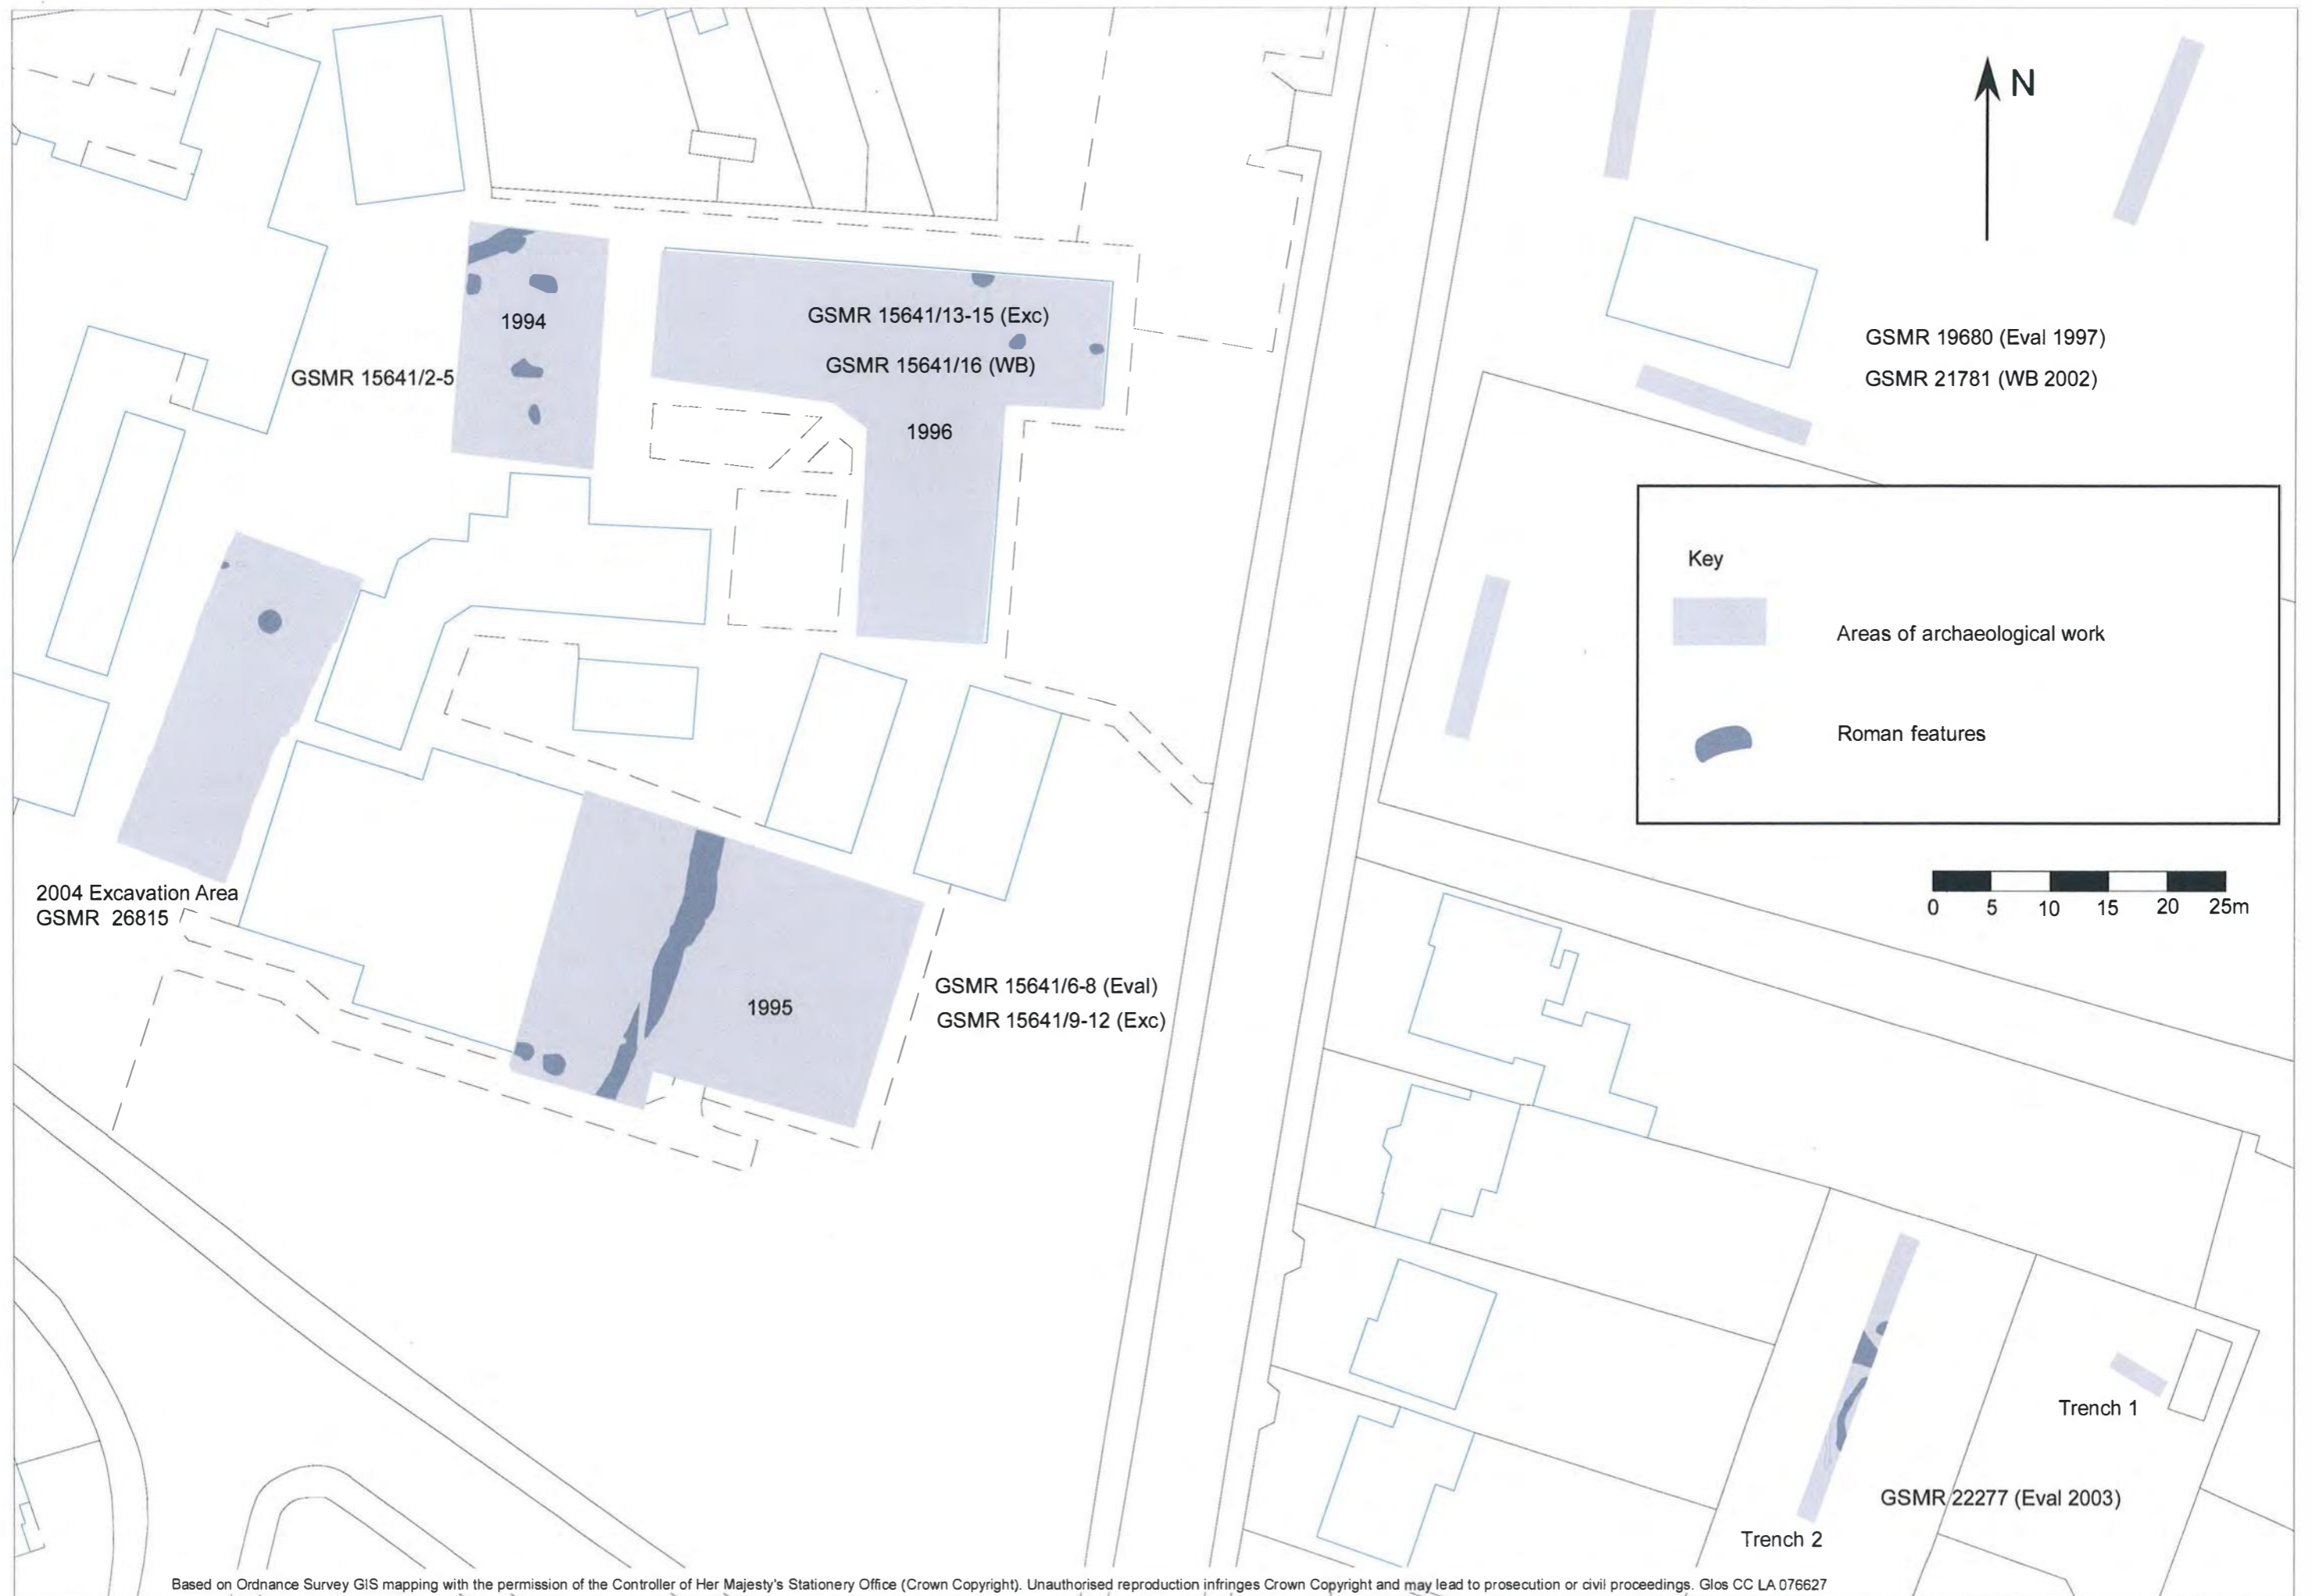 N
GSMR 15641/13-15 (Exc)
1994
GSMR 19680 (Eval 1997)
GSMR 15641/16 (WB)
GSMR 15641/2-5
GSMR 21781 (WB 2002)
1996
Key
Areas of archaeological work
Roman features
2004 Excavation Area
GSMR 26815
0 5 10 15 20 25m
GSMR 15641/6-8 (Eval)
1995
GSMR 15641/9-12 (Exc)
Trench 1
GSMR 22277 (Eval 2003)
Trench 2
Based on Ordnance Survey GIS mapping with the permission of the Controller of Her Majesty's Stationery Office (Crown Copyright). Unauthorised reproduction infringes Crown Copyright and may lead to prosecution or civil proceedings. Glos CC LA 076627